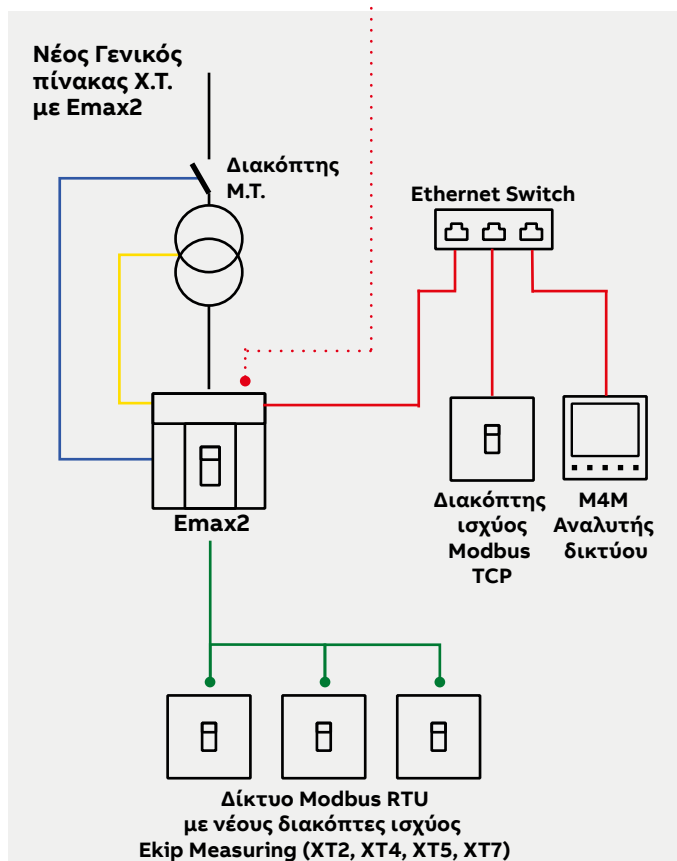 Νέος Γενικός
πίνακας Χ.Τ.
με Emax2
Διακόπτης
Μ.Τ.
Ethernet Switch
Emax2
Διακόπτης
ισχύος
Modbus
TCP
M4M
Αναλυτής
δικτύου
Δίκτυο Modbus RTU
με νέους διακόπτες ισχύος
Ekip Measuring (XT2, XT4, XT5, XT7)